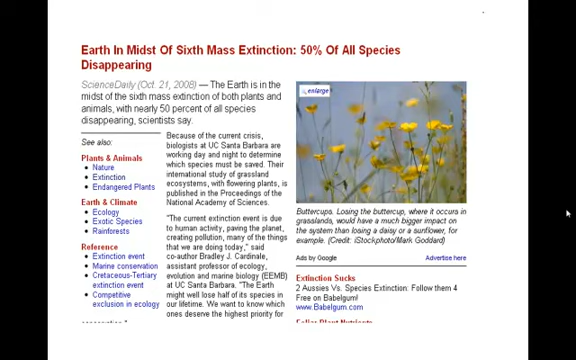 Earth In Midst Of Sixth Mass Extinction: 50% Of All Species
Disappearing
ScienceDaily (Oct. 21, 2008) — The Earth is in the
midst of the sixth mass extinction of both plants and
animals, with nearly 50 percent of all species
disappearing, scientists say.
See also:
Plants & Animals
• Nature
• Extinction
• Endangered Plants
Earth & Climate
• Ecology
• Exotic Species
• Rainforests
Reference
• Extinction event
• Marine conservation
• Cretaceous-Tertiary
extinction event
• Competitive
exclusion in ecology
Because of the current crisis,
biologists at UC Santa Barbara are
working day and night to determine
which species must be saved. Their
international study of grassland
ecosystems, with flowering plants, is
published in the Proceedings of the
National Academy of Sciences.
"The current extinction event is due
to human activity, paving the planet,
creating pollution, many of the things
that we are doing today," said
co-author Bradley J. Cardinale,
assistant professor of ecology,
evolution and marine biology (EEMB)
at UC Santa Barbara. "The Earth
might well lose half of its species in
our lifetime. We want to know which
ones deserve the highest priority for
enlarge
Buttercups. Losing the buttercup, where it occurs in
grasslands, would have a much bigger impact on
the system than losing a daisy or a sunflower, for
example. (Credit: iStockphoto/Mark Goddard)
Ads by Google
Advertise here
Extinction Sucks
2 Aussies Vs. Species Extinction: Follow them 4
Free on Babelgum!
www.Babelgum.com